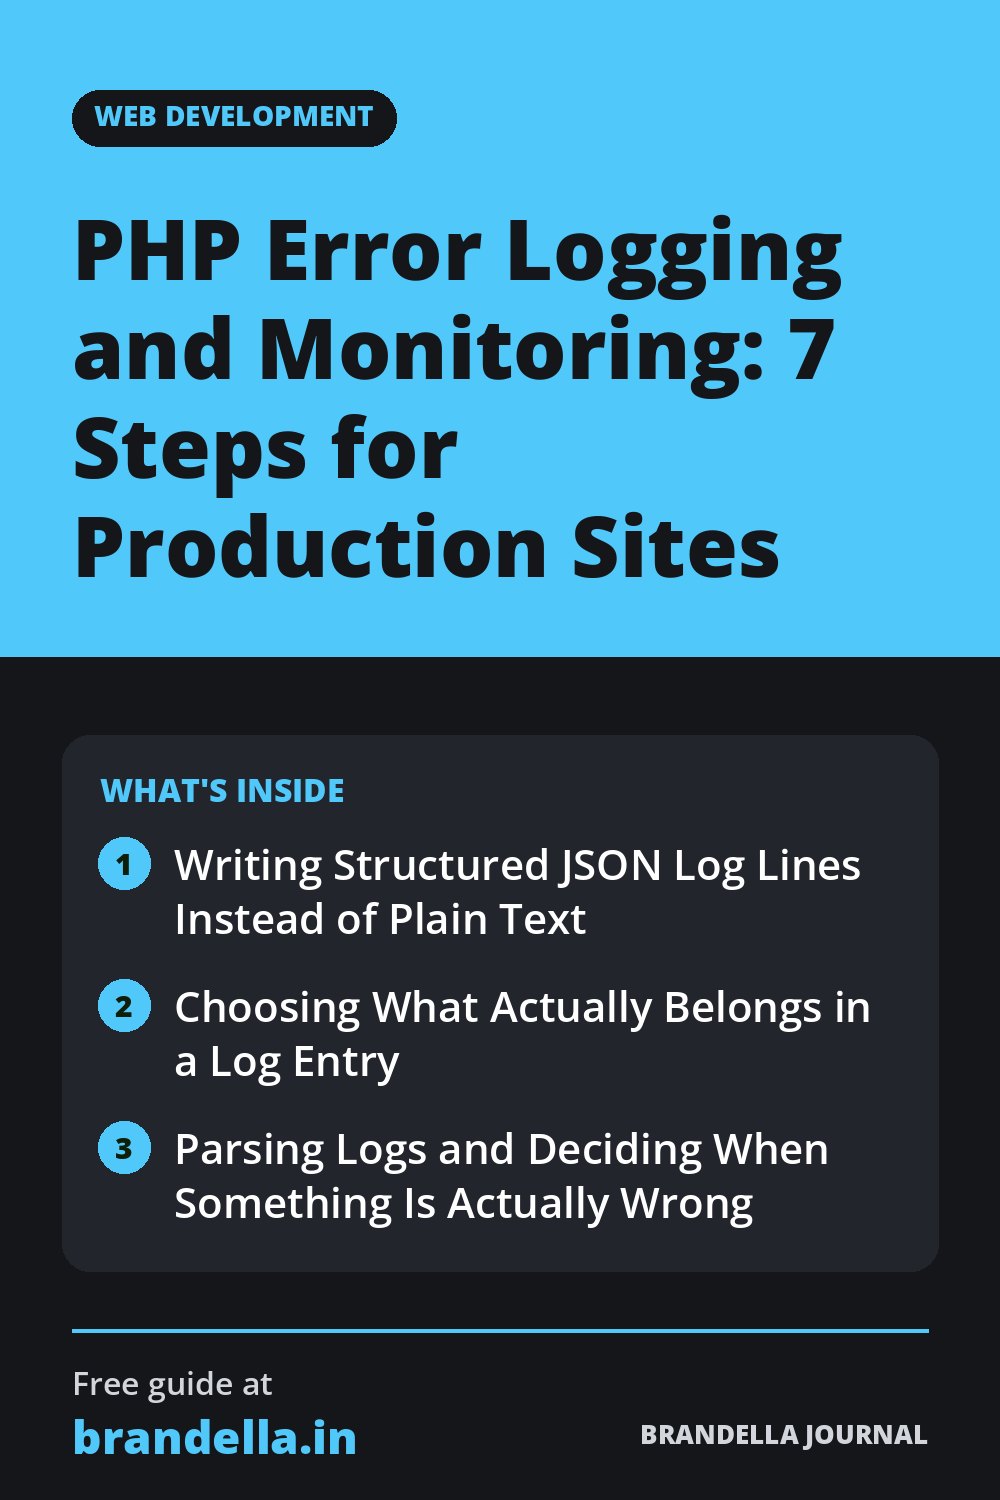 WEB DEVELOPMENT
PHP Error Logging
and Monitoring: 7
Steps for
Production Sites
WHAT'S INSIDE
1 Writing Structured JSON Log Lines
Instead of Plain Text
2 Choosing What Actually Belongs in
a Log Entry
3 Parsing Logs and Deciding When
Something Is Actually Wrong
Free guide at
brandella.in
BRANDELLA JOURNAL